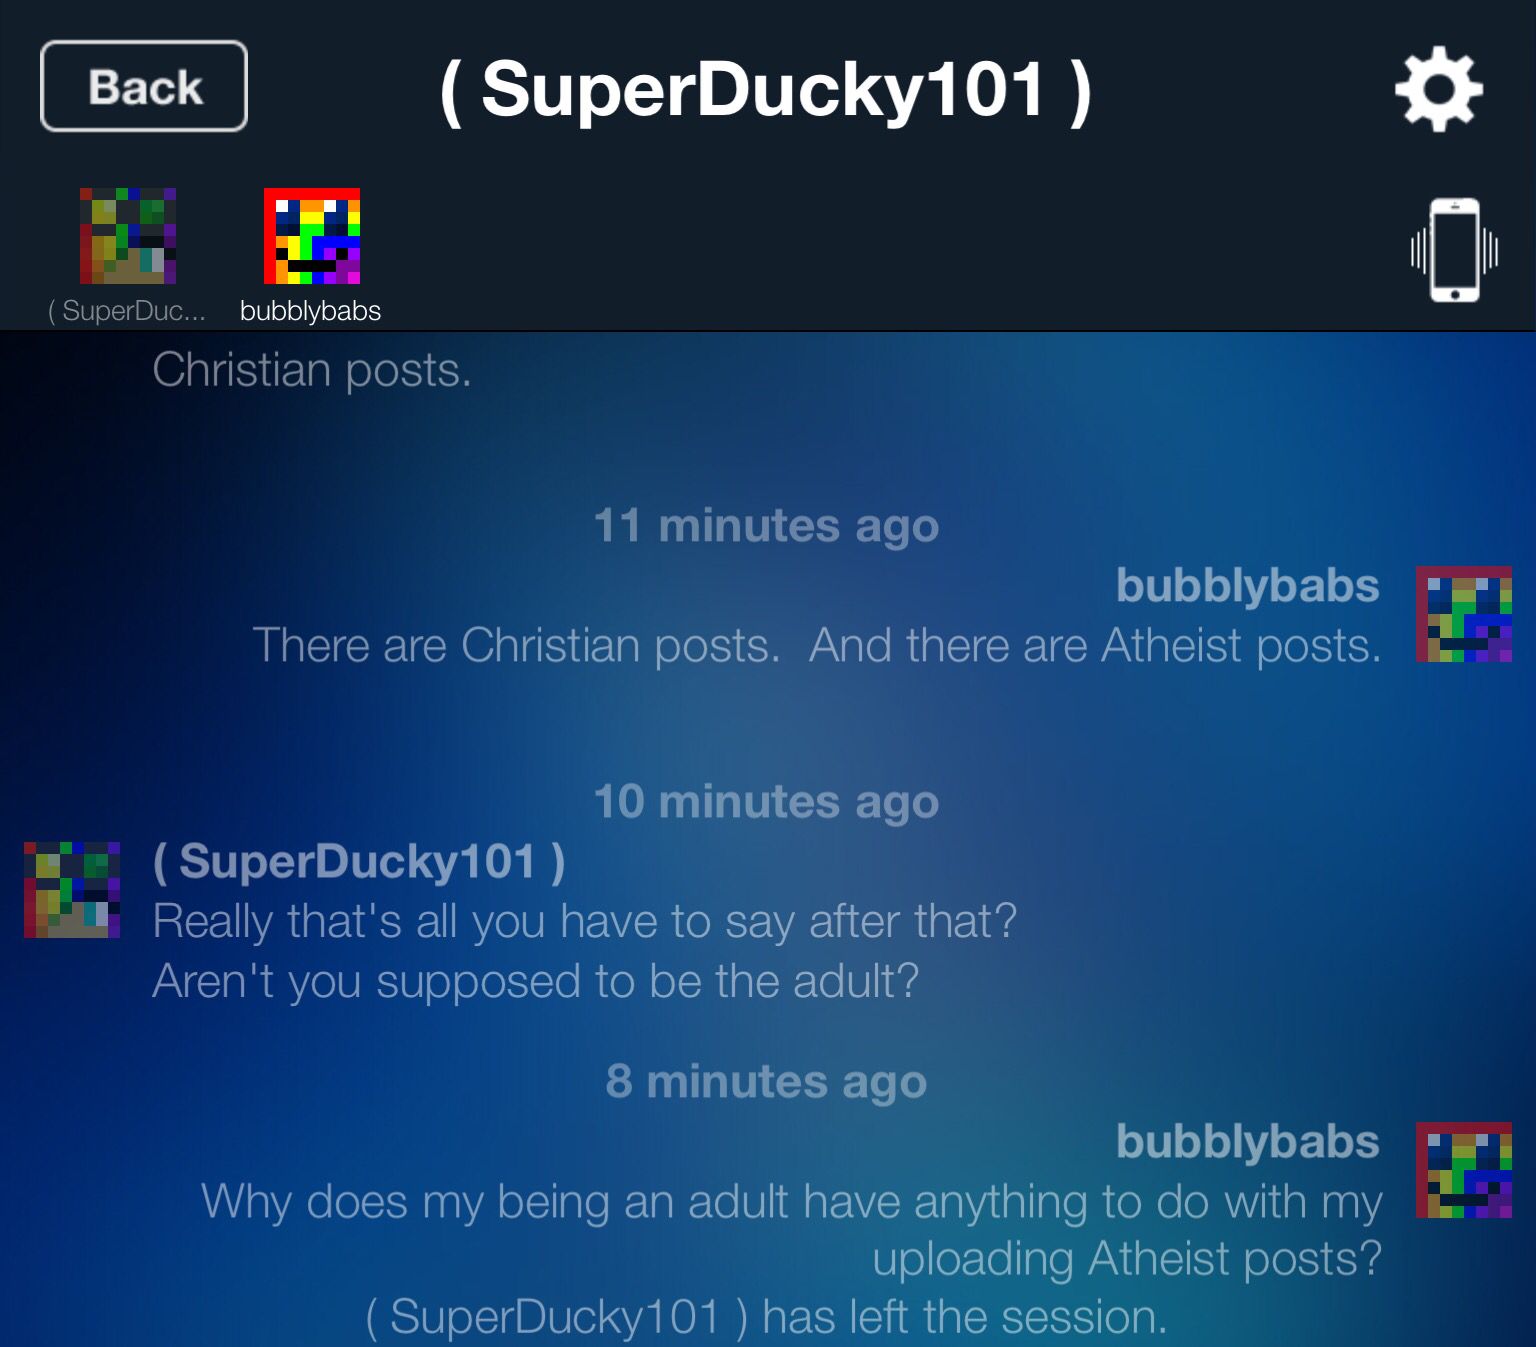 Back
( SuperDucky101 )
( SuperDuc...
bubblybabs
Christian posts.
11 minutes ago
bubblybabs
There are Christian posts.  And there are Atheist posts.
10 minutes ago
( SuperDucky101 )
Really that's all you have to say after that?
Aren't you supposed to be the adult?
8 minutes ago
bubblybabs
Why does my being an adult have anything to do with my
uploading Atheist posts?
( SuperDucky101 ) has left the session.